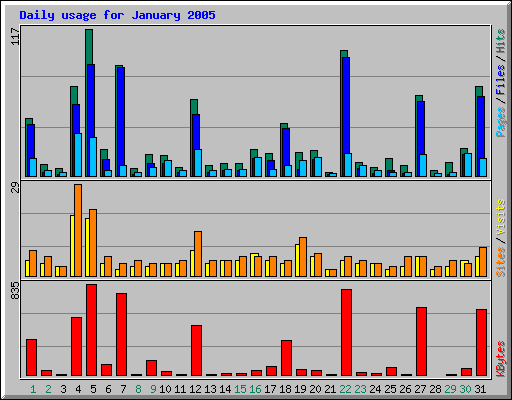 Daily usage for January 2005
117
Pages / Files / Hits
29
Sites / Visits
835
KBytes
1 2 3 4 5 6 7 8 9 10 11 12 13 14 15 16 17 18 19 20 21 22 23 24 25 26 27 28 29 30 31